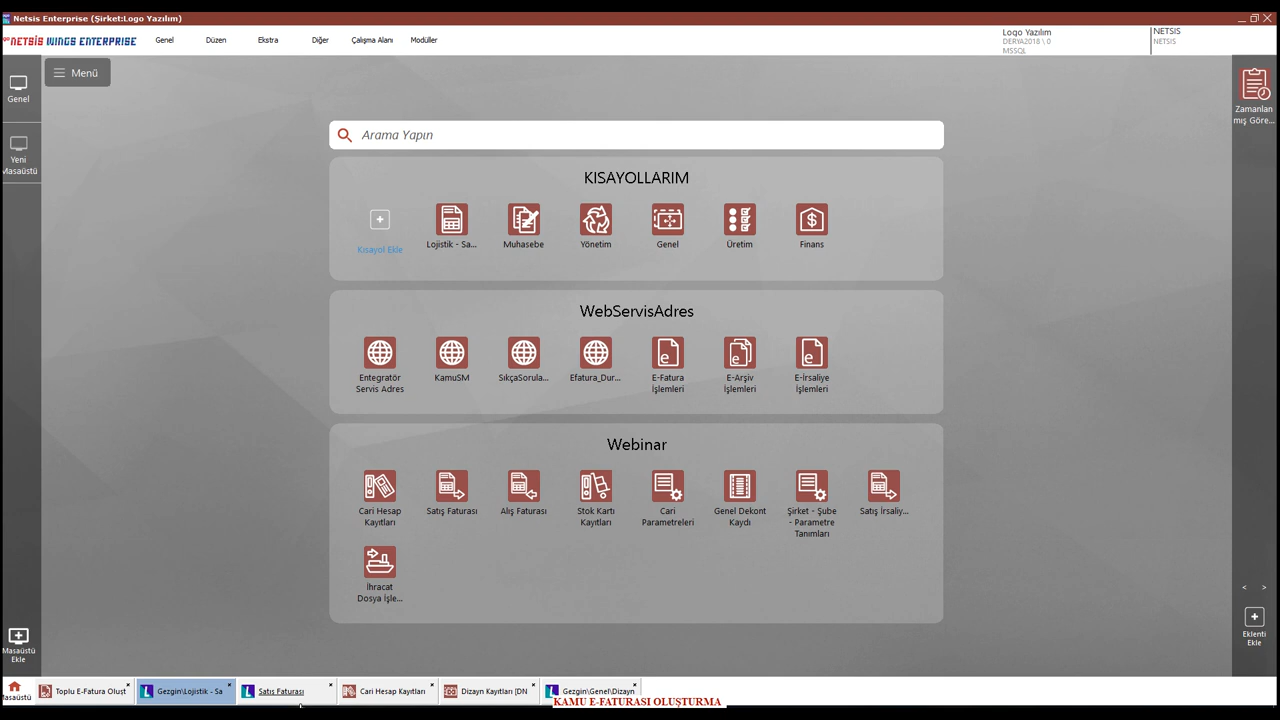 Netsis Enterprise (Şirket:Logo Yazılım)
NETSİS WINGS ENTERPRISE
Genel Düzen Ekstra Diğer Çalışma Alanı Modüller
Logo Yazılım
DERYA2018 \ 0
MSSQL
NETSIS
NETSIS
Menü
Genel
Yeni
Masaüstü
Zamanlan
mış Göre...
Arama Yapın
KISAYOLLARIM
Kısayol Ekle
Lojistik - Sa...
Muhasebe
Yönetim
Genel
Üretim
Finans
WebServisAdres
Entegratör
Servis Adres
KamuSM
SıkçaSorula...
Efatura_Dur...
E-Fatura
İşlemleri
E-Arşiv
İşlemleri
E-İrsaliye
İşlemleri
Webinar
Cari Hesap
Kayıtları
Satış Faturası
Alış Faturası
Stok Kartı
Kayıtları
Cari
Parametreleri
Genel Dekont
Kaydı
Şirket - Şube
- Parametre
Tanımları
Satış İrsaliy...
İhracat
Dosya İşle...
Masaüstü
Ekle
Eklenti
Ekle
Masaüstü
Toplu E-Fatura Oluşt
Gezgin\Lojistik - Sa
Satış Faturası
Cari Hesap Kayıtları
Dizayn Kayıtları [DN
Gezgin\Genel\Dizayn
KAMU E-FATURASI OLUŞTURMA